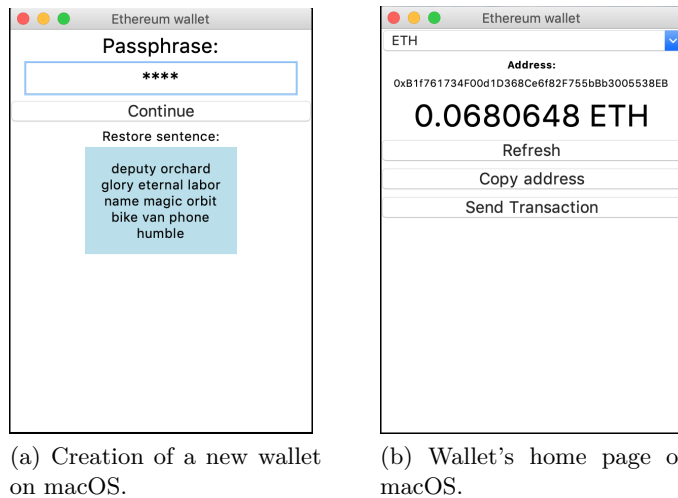 Ethereum wallet
Passphrase:
****
Continue
Restore sentence:
deputy orchard
glory eternal labor
name magic orbit
bike van phone
humble
(a) Creation of a new wallet
on macOS.
Ethereum wallet
ETH
Address:
0xB1f761734F00d1D368Ce6f82F755bBb3005538EB
0.0680648 ETH
Refresh
Copy address
Send Transaction
(b) Wallet's home page o
macOS.